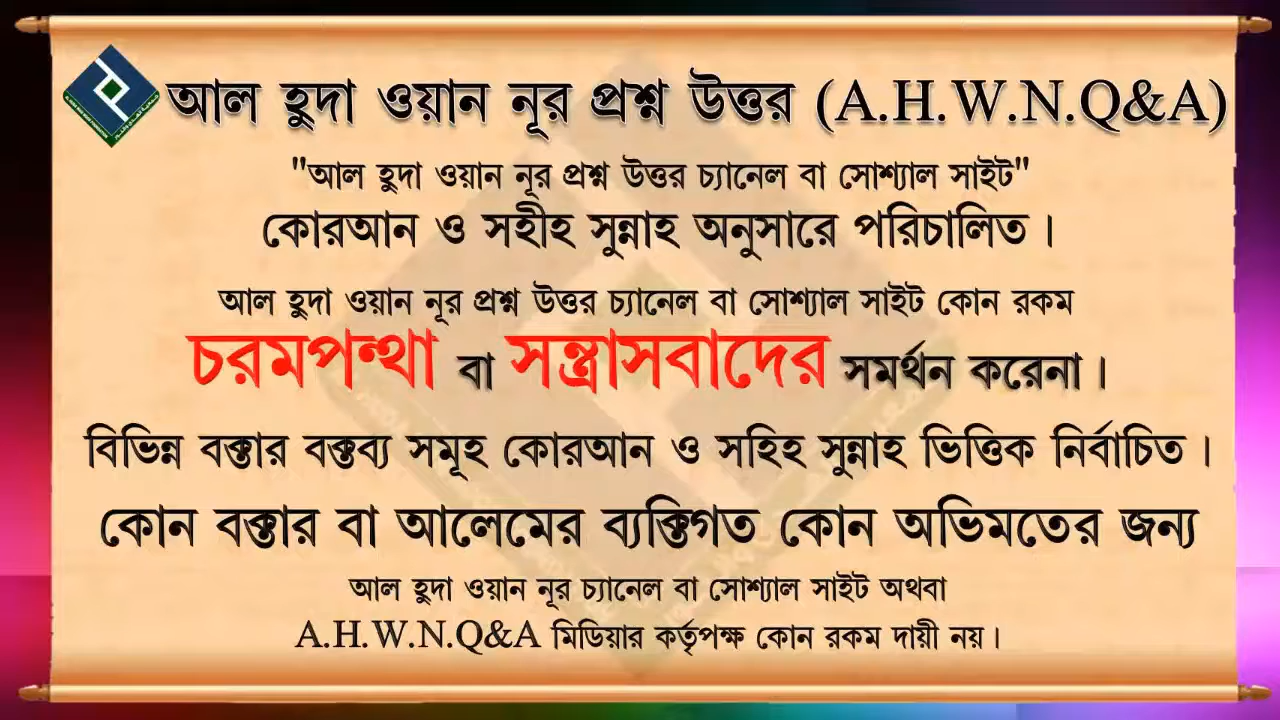 আল হুদা ওয়ান নূর প্রশ্ন উত্তর (A.H.W.N.Q&A)
"আল হুদা ওয়ান নূর প্রশ্ন উত্তর চ্যানেল বা সোশ্যাল সাইট"
কোরআন ও সহীহ সুন্নাহ অনুসারে পরিচালিত।
আল হুদা ওয়ান নূর প্রশ্ন উত্তর চ্যানেল বা সোশ্যাল সাইট কোন রকম
চরমপন্থা বা সন্ত্রাসবাদের সমর্থন করেনা।
বিভিন্ন বক্তার বক্তব্য সমূহ কোরআন ও সহিহ সুন্নাহ ভিত্তিক নির্বাচিত।
কোন বক্তার বা আলেমের ব্যক্তিগত কোন অভিমতের জন্য
আল হুদা ওয়ান নূর চ্যানেল বা সোশ্যাল সাইট অথবা
A.H.W.N.Q&A মিডিয়ার কর্তৃপক্ষ কোন রকম দায়ী নয়।